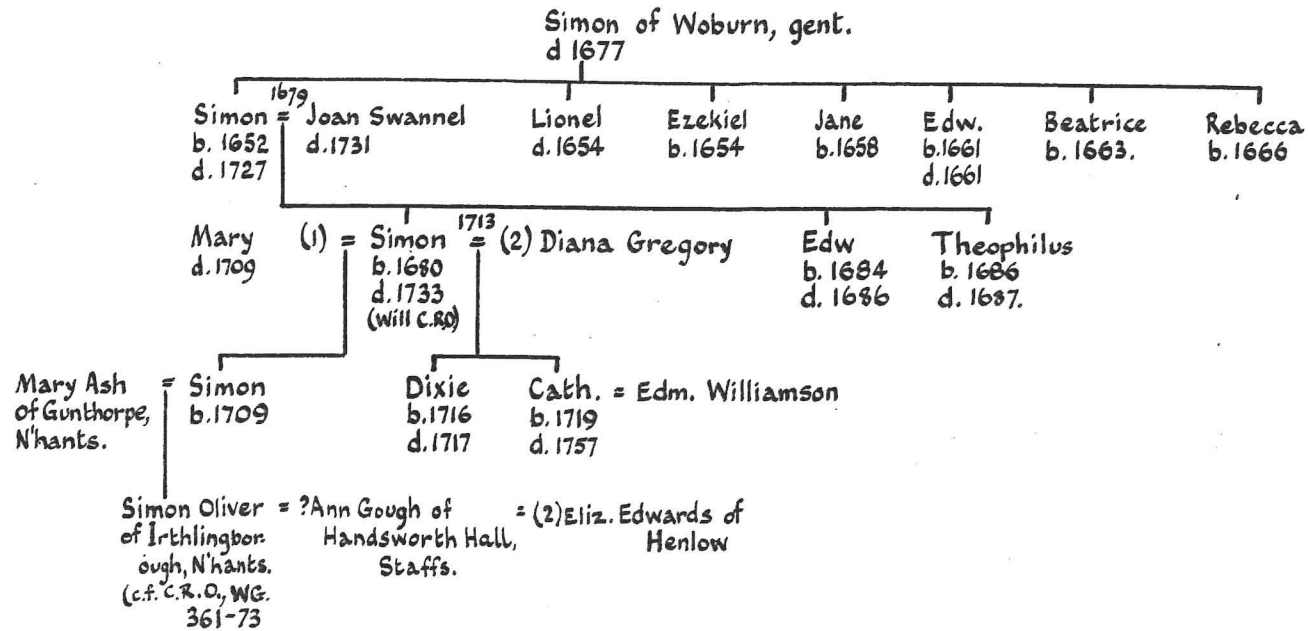 Simon of Woburn, gent.
d 1677
1679
Simon = Joan Swannel
b. 1652
d. 1727
d. 1731
Lionel
d. 1654
Ezekiel
b. 1654
Jane
b. 1658
Edw.
b. 1661
d. 1661
Beatrice
b. 1663.
Rebecca
b. 1666
Mary
d. 1709
(1) = Simon 1713 = (2) Diana Gregory
b. 1680
d. 1733
(Will C.R.O)
Edw
b. 1684
d. 1686
Theophilus
b. 1686
d. 1687.
Mary Ash
of Gunthorpe,
N'hants.
= Simon
b. 1709
Dixie
b. 1716
d. 1717
Cath. = Edm. Williamson
b. 1719
d. 1757
Simon Oliver
of Irthlingbor
ough, N'hants.
(c.f. C.R.O., WG.
361-73
= ?Ann Gough of
Handsworth Hall,
Staffs.
= (2) Eliz. Edwards of
Henlow